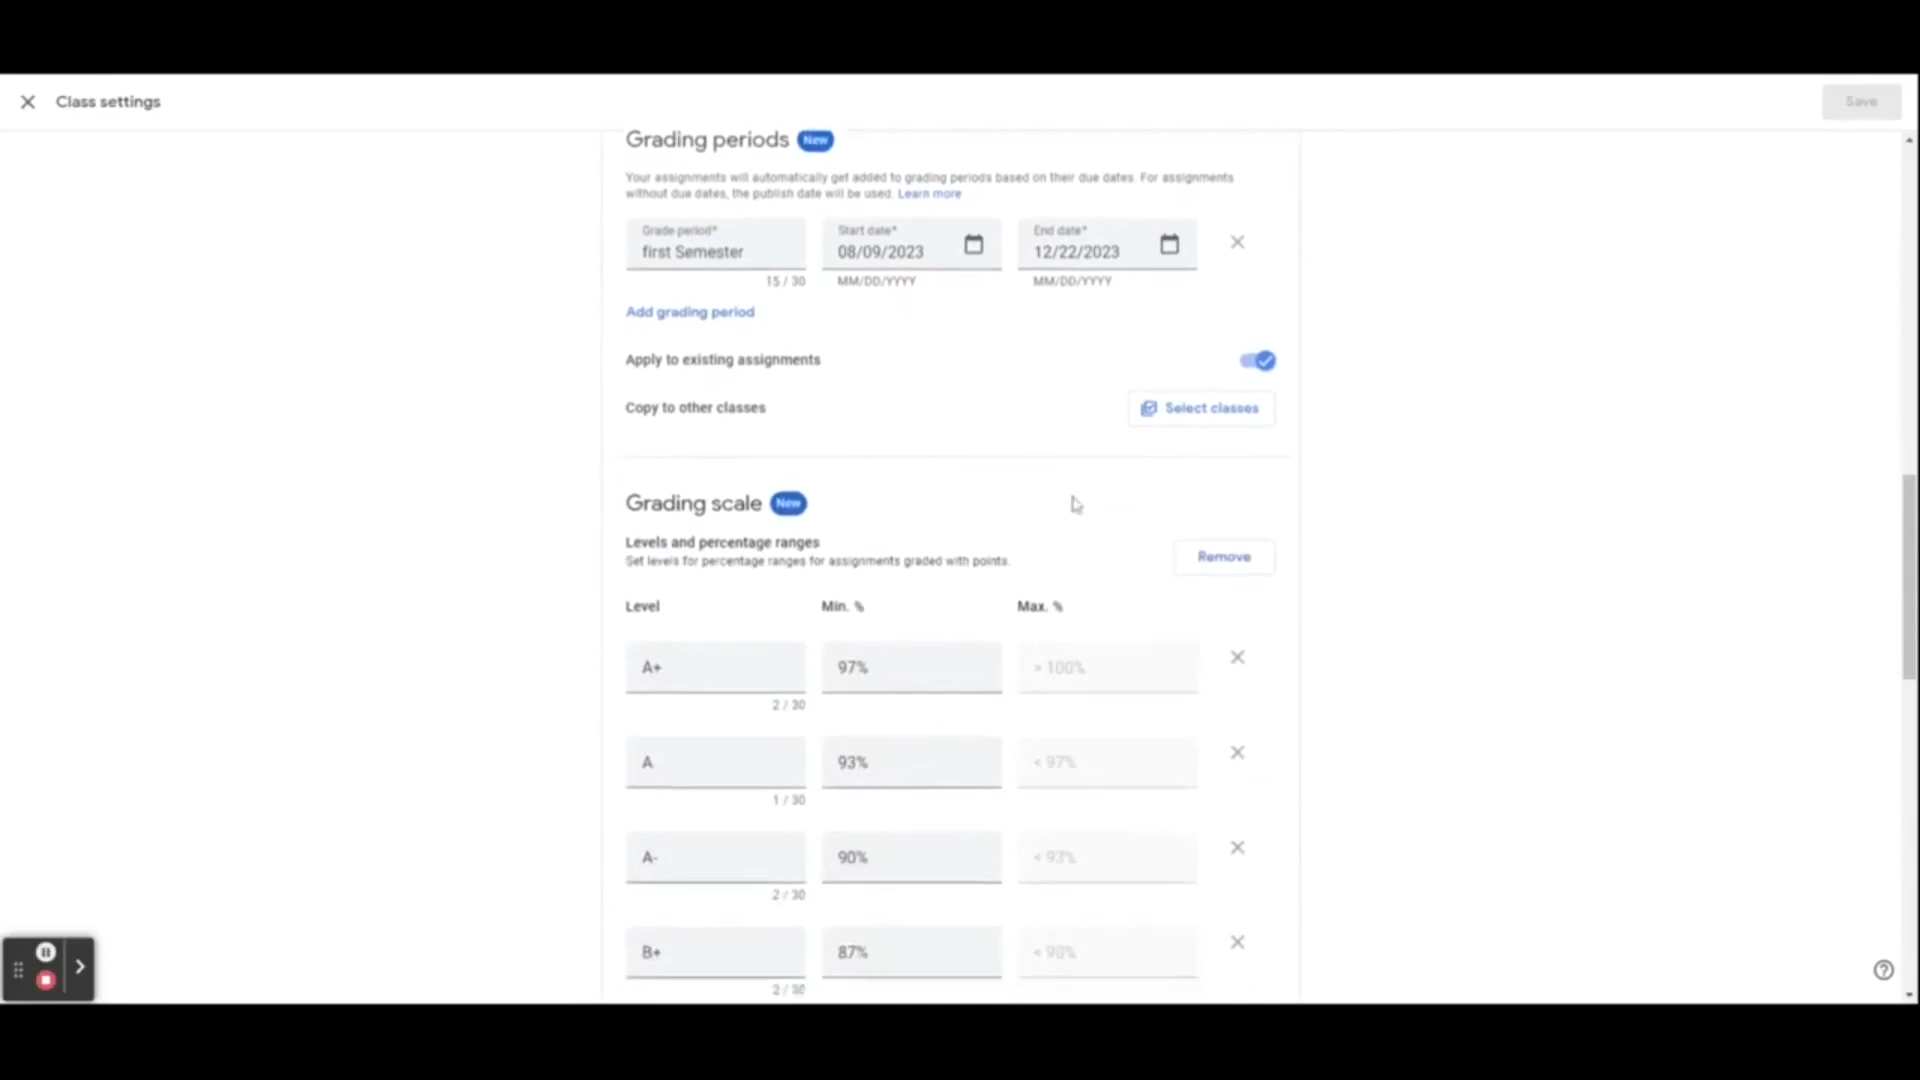 Class settings
Save
Grading periods New
Your assignments will automatically get added to grading periods based on their due dates. For assignments
without due dates, the publish date will be used. Learn more
Grade period* Start date* End date*
first Semester 08/09/2023 12/22/2023
15 / 30 MM/DD/YYYY MM/DD/YYYY
Add grading period
Apply to existing assignments
Copy to other classes Select classes
Grading scale New
Levels and percentage ranges
Set levels for percentage ranges for assignments graded with points.
Remove
Level Min. % Max. %
A+ 97% > 100%
2 / 30
A 93% < 97%
1 / 30
A- 90% < 93%
2 / 30
B+ 87% < 90%
2 / 30